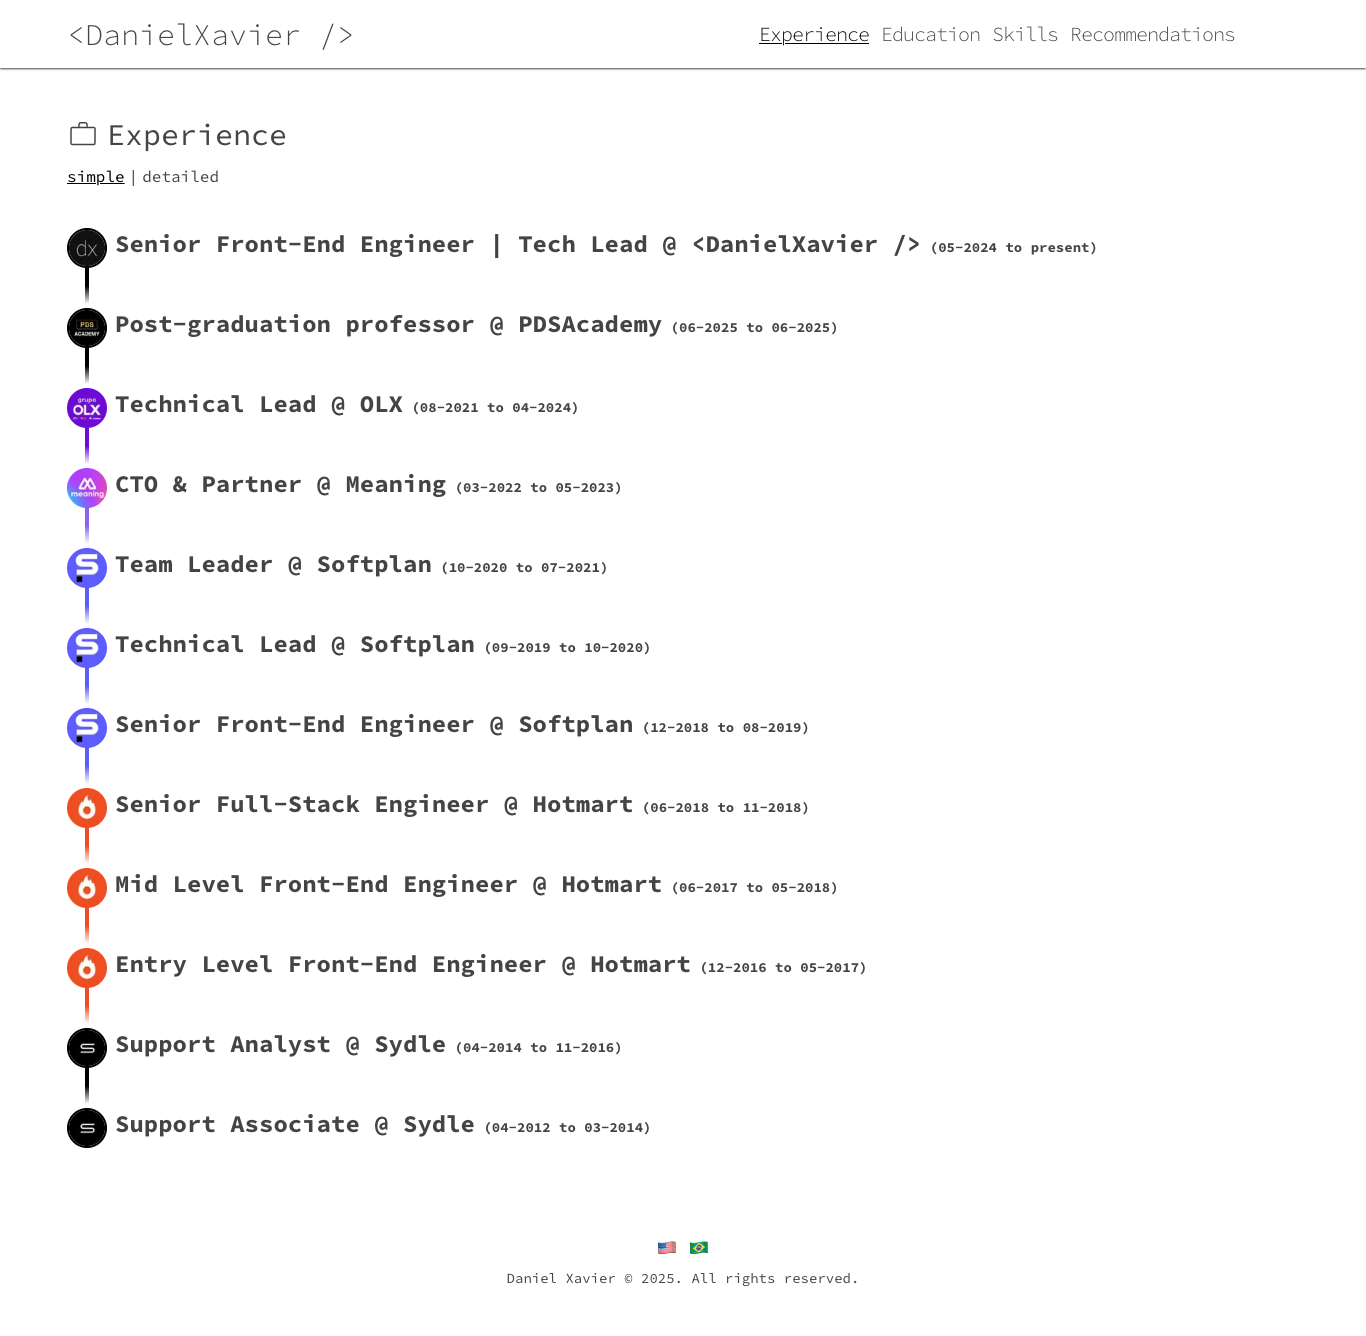 <DanielXavier />
Experience Education Skills Recommendations
Experience
simple | detailed
dx Senior Front-End Engineer | Tech Lead @ <DanielXavier /> (05-2024 to present)
PDS ACADEMY Post-graduation professor @ PDSAcademy (06-2025 to 06-2025)
grupo OLX Technical Lead @ OLX (08-2021 to 04-2024)
meaning CTO & Partner @ Meaning (03-2022 to 05-2023)
Team Leader @ Softplan (10-2020 to 07-2021)
Technical Lead @ Softplan (09-2019 to 10-2020)
Senior Front-End Engineer @ Softplan (12-2018 to 08-2019)
Senior Full-Stack Engineer @ Hotmart (06-2018 to 11-2018)
Mid Level Front-End Engineer @ Hotmart (06-2017 to 05-2018)
Entry Level Front-End Engineer @ Hotmart (12-2016 to 05-2017)
Support Analyst @ Sydle (04-2014 to 11-2016)
Support Associate @ Sydle (04-2012 to 03-2014)
Daniel Xavier © 2025. All rights reserved.